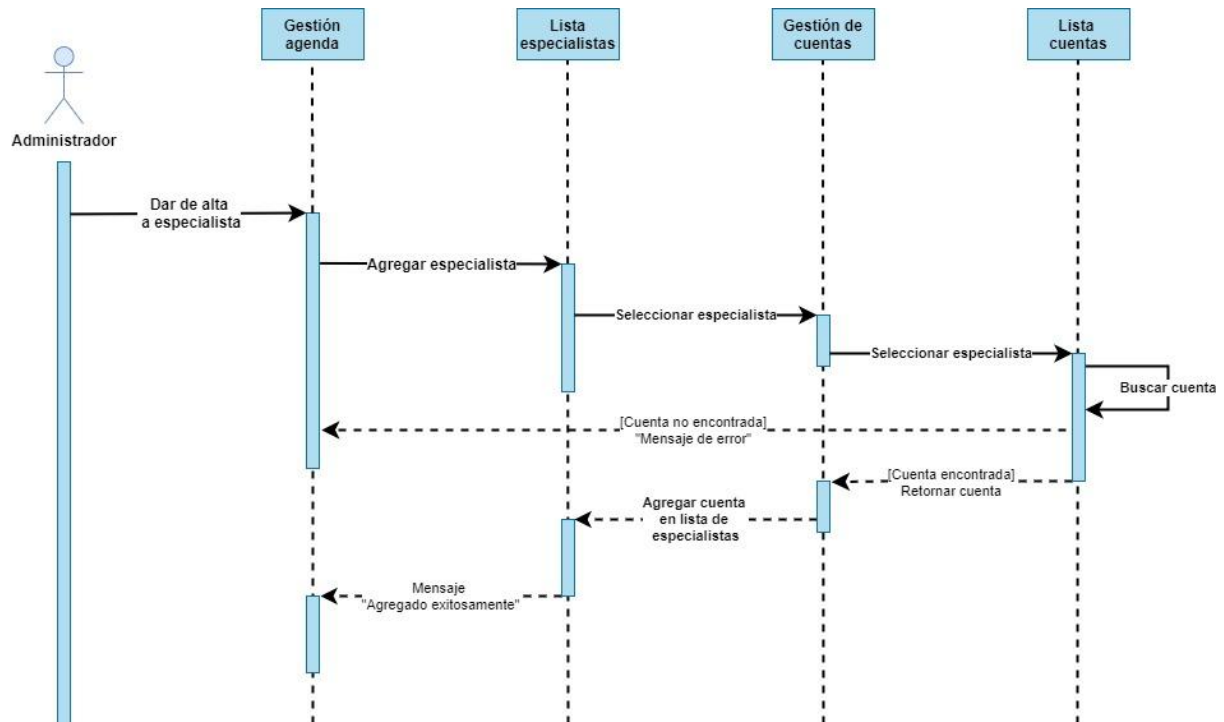 Gestión
agenda
Lista
especialistas
Gestión de
cuentas
Lista
cuentas
Administrador
Dar de alta
a especialista
Agregar especialista
Seleccionar especialista
Seleccionar especialista
Buscar cuenta
[Cuenta no encontrada]
"Mensaje de error"
[Cuenta encontrada]
Retornar cuenta
Agregar cuenta
en lista de
especialistas
Mensaje
"Agregado exitosamente"